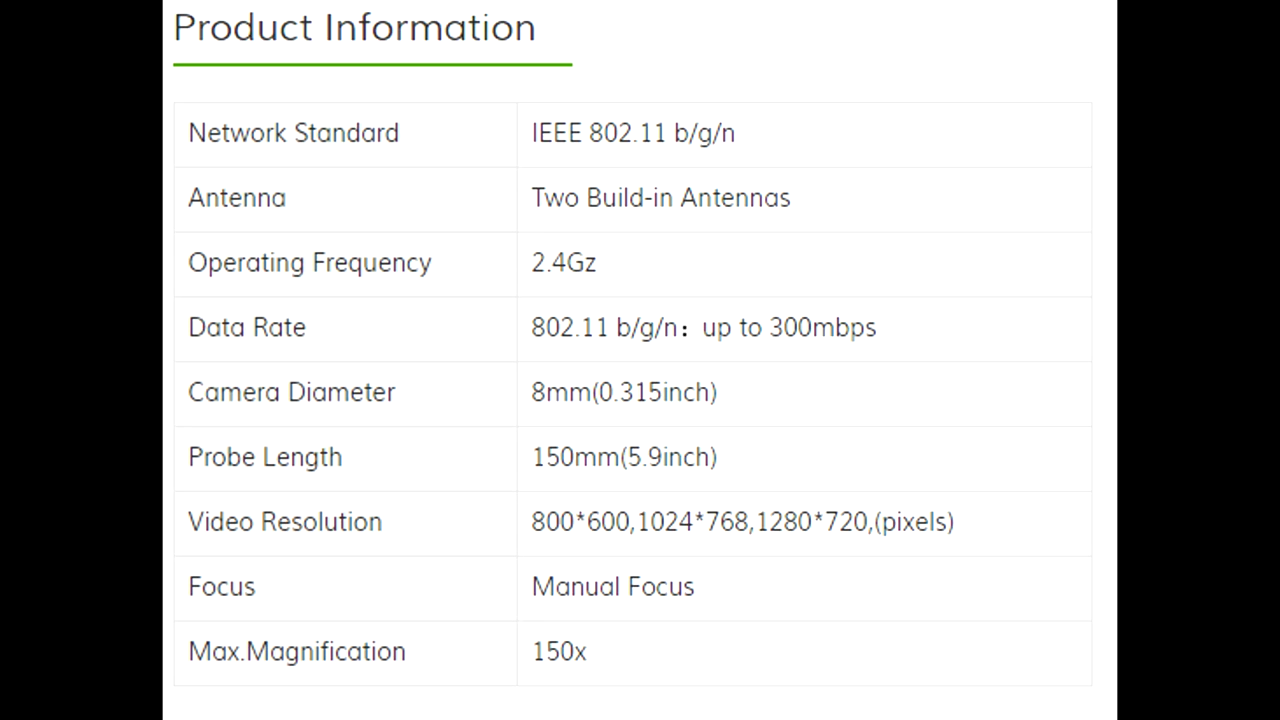 Product Information
Network Standard IEEE 802.11 b/g/n
Antenna Two Build-in Antennas
Operating Frequency 2.4Gz
Data Rate 802.11 b/g/n：up to 300mbps
Camera Diameter 8mm(0.315inch)
Probe Length 150mm(5.9inch)
Video Resolution 800*600,1024*768,1280*720,(pixels)
Focus Manual Focus
Max.Magnification 150x